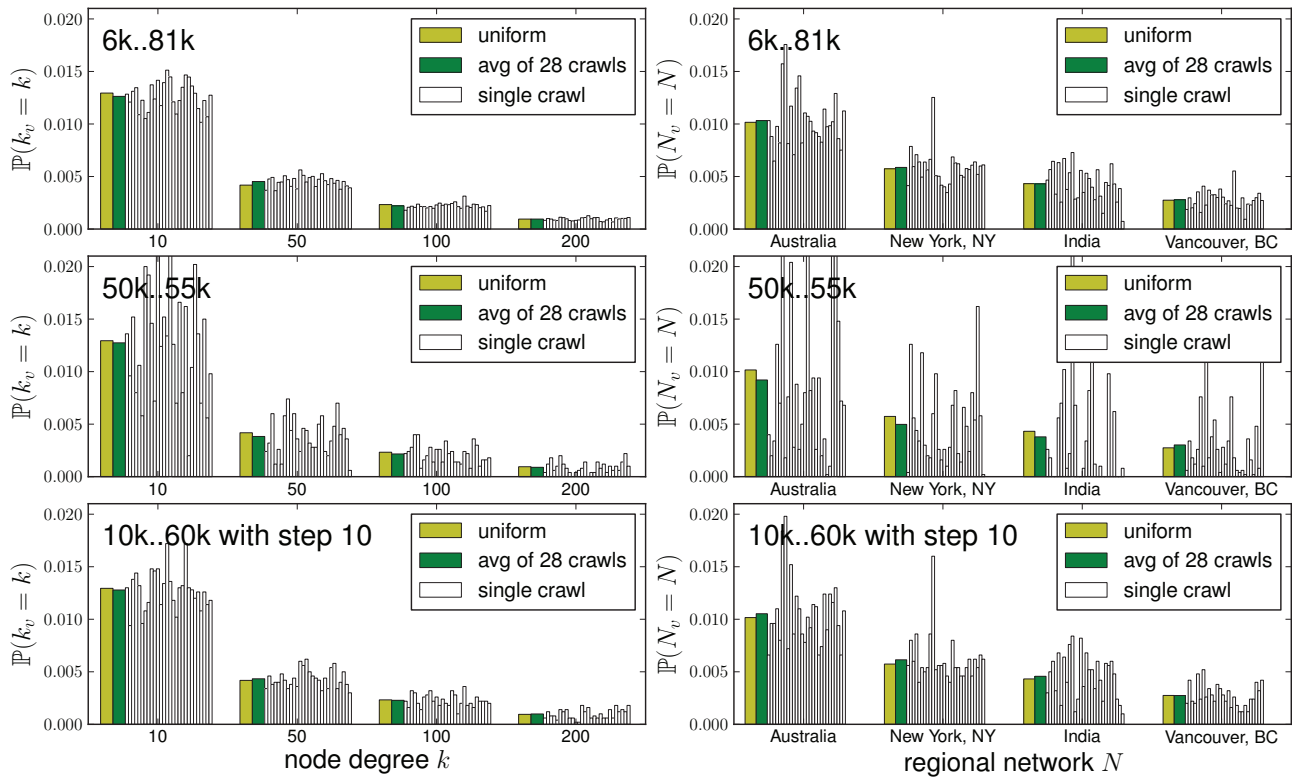 0.020
0.015
0.010
0.005
0.000
ℙ(k_v = k)
6k..81k
uniform
avg of 28 crawls
single crawl
10 50 100 200
0.020
0.015
0.010
0.005
0.000
ℙ(N_v = N)
6k..81k
uniform
avg of 28 crawls
single crawl
Australia New York, NY India Vancouver, BC
0.020
0.015
0.010
0.005
0.000
ℙ(k_v = k)
50k..55k
uniform
avg of 28 crawls
single crawl
10 50 100 200
0.020
0.015
0.010
0.005
0.000
ℙ(N_v = N)
50k..55k
uniform
avg of 28 crawls
single crawl
Australia New York, NY India Vancouver, BC
0.020
0.015
0.010
0.005
0.000
ℙ(k_v = k)
10k..60k with step 10
uniform
avg of 28 crawls
single crawl
10 50 100 200
node degree k
0.020
0.015
0.010
0.005
0.000
ℙ(N_v = N)
10k..60k with step 10
uniform
avg of 28 crawls
single crawl
Australia New York, NY India Vancouver, BC
regional network N